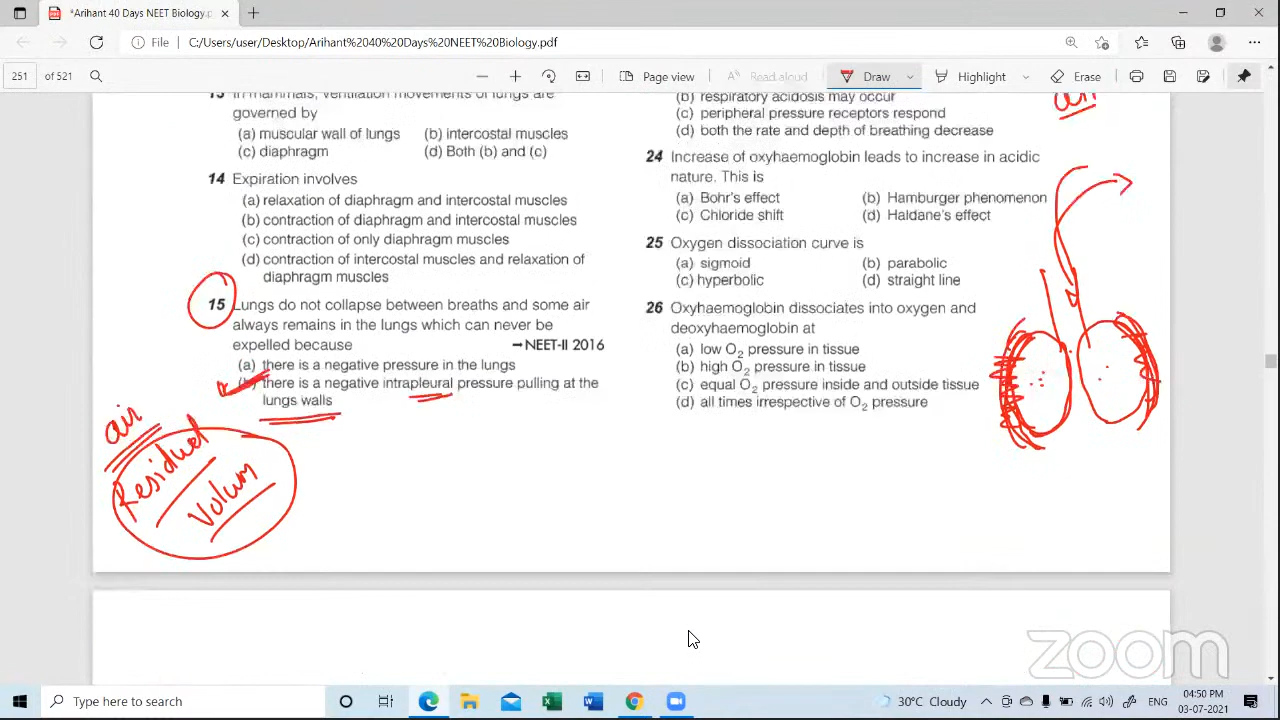 *Arihant 40 Days NEET Biology.p
File
C:/Users/user/Desktop/Arihant%2040%20Days%20NEET%20Biology.pdf
251 of 521
Page view
Read aloud
Draw
Highlight
Erase
13 In mammals, ventilation movements of lungs are
governed by
(a) muscular wall of lungs (b) intercostal muscles
(c) diaphragm (d) Both (b) and (c)
14 Expiration involves
(a) relaxation of diaphragm and intercostal muscles
(b) contraction of diaphragm and intercostal muscles
(c) contraction of only diaphragm muscles
(d) contraction of intercostal muscles and relaxation of
diaphragm muscles
15 Lungs do not collapse between breaths and some air
always remains in the lungs which can never be
expelled because
→NEET-II 2016
(a) there is a negative pressure in the lungs
(b) there is a negative intrapleural pressure pulling at the
lungs walls
air
Residual
Volum
(b) respiratory acidosis may occur
(c) peripheral pressure receptors respond
(d) both the rate and depth of breathing decrease
24 Increase of oxyhaemoglobin leads to increase in acidic
nature. This is
(a) Bohr's effect (b) Hamburger phenomenon
(c) Chloride shift (d) Haldane's effect
25 Oxygen dissociation curve is
(a) sigmoid (b) parabolic
(c) hyperbolic (d) straight line
26 Oxyhaemoglobin dissociates into oxygen and
deoxyhaemoglobin at
(a) low O₂ pressure in tissue
(b) high O₂ pressure in tissue
(c) equal O₂ pressure inside and outside tissue
(d) all times irrespective of O₂ pressure
air
zoom
Type here to search
30°C Cloudy
ENG
04:50 PM
03-07-2021